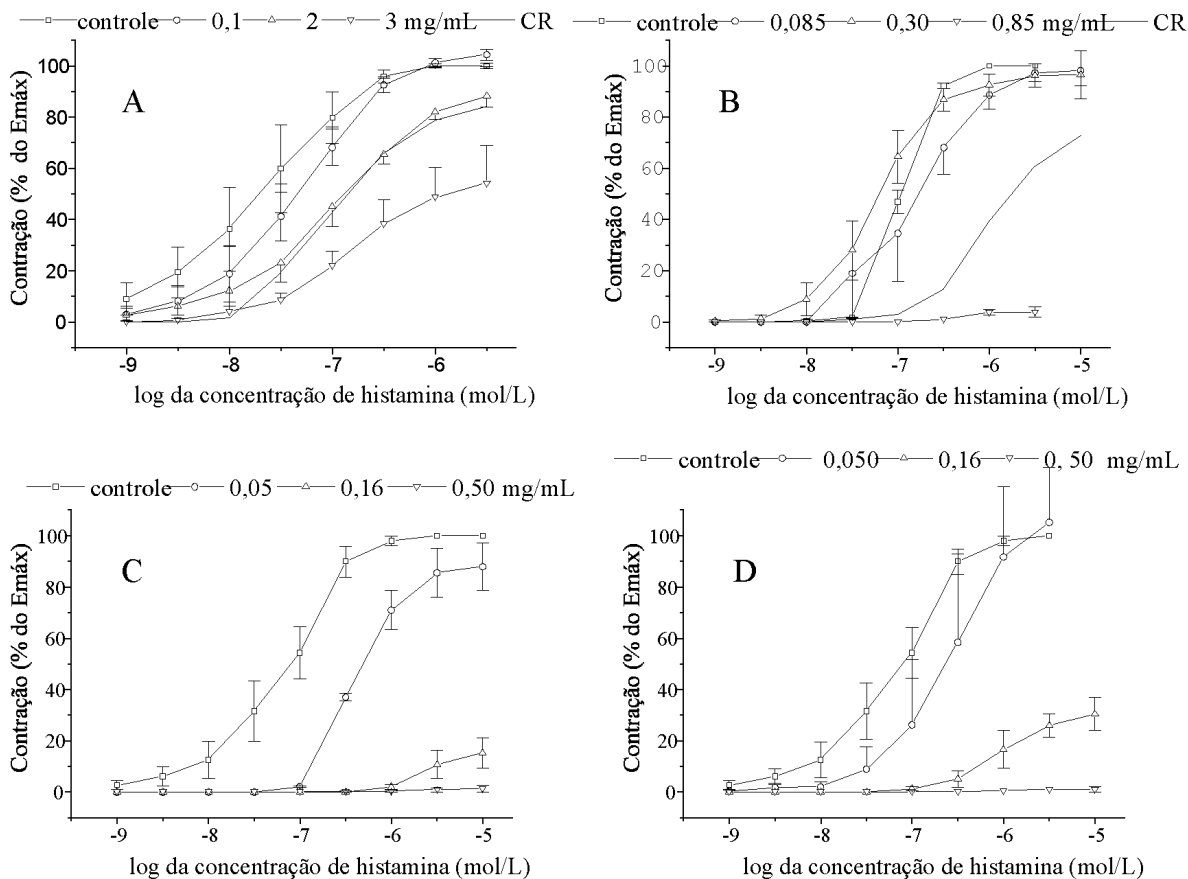 controle 0,1 2 3 mg/mL CR
A
Contração (% do Emáx)
100
80
60
40
20
0
-9 -8 -7 -6
log da concentração de histamina (mol/L)
controle 0,085 0,30 0,85 mg/mL CR
B
Contração (% do Emáx)
100
80
60
40
20
0
-9 -8 -7 -6 -5
log da concentração de histamina (mol/L)
controle 0,05 0,16 0,50 mg/mL
C
Contração (% do Emáx)
100
80
60
40
20
0
-9 -8 -7 -6 -5
log da concentração de histamina (mol/L)
controle 0,050 0,16 0, 50 mg/mL
D
Contração (% do Emáx)
100
80
60
40
20
0
-9 -8 -7 -6 -5
log da concentração de histamina (mol/L)